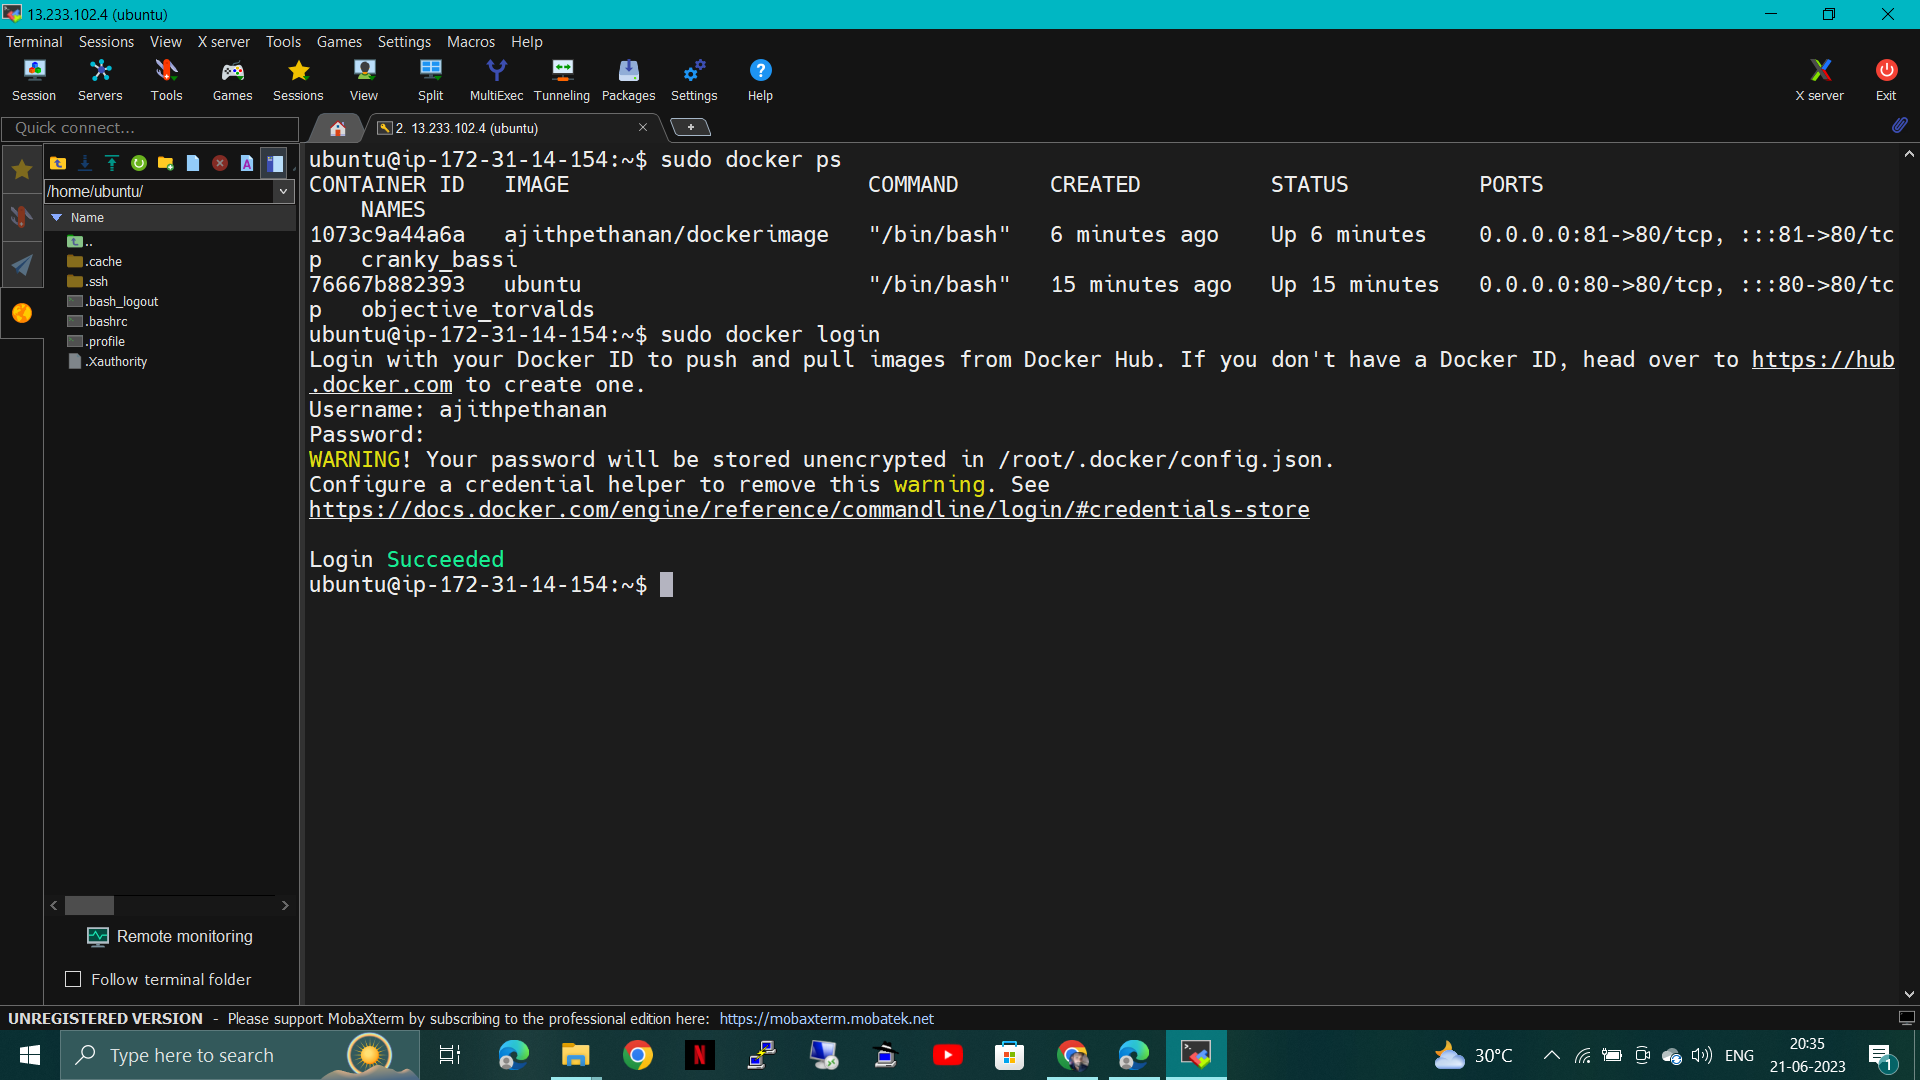 13.233.102.4 (ubuntu)
Terminal Sessions View X server Tools Games Settings Macros Help
Session Servers Tools Games Sessions View Split MultiExec Tunneling Packages Settings Help X server Exit
Quick connect...
2. 13.233.102.4 (ubuntu)
/home/ubuntu/
Name
..
.cache
.ssh
.bash_logout
.bashrc
.profile
.Xauthority
Remote monitoring
Follow terminal folder
ubuntu@ip-172-31-14-154:~$ sudo docker ps
CONTAINER ID   IMAGE                       COMMAND       CREATED          STATUS          PORTS
    NAMES
1073c9a44a6a   ajithpethanan/dockerimage   "/bin/bash"   6 minutes ago    Up 6 minutes    0.0.0.0:81->80/tcp, :::81->80/tc
p   cranky_bassi
76667b882393   ubuntu                      "/bin/bash"   15 minutes ago   Up 15 minutes   0.0.0.0:80->80/tcp, :::80->80/tc
p   objective_torvalds
ubuntu@ip-172-31-14-154:~$ sudo docker login
Login with your Docker ID to push and pull images from Docker Hub. If you don't have a Docker ID, head over to https://hub
.docker.com to create one.
Username: ajithpethanan
Password:
WARNING! Your password will be stored unencrypted in /root/.docker/config.json.
Configure a credential helper to remove this warning. See
https://docs.docker.com/engine/reference/commandline/login/#credentials-store
Login Succeeded
ubuntu@ip-172-31-14-154:~$
UNREGISTERED VERSION - Please support MobaXterm by subscribing to the professional edition here: https://mobaxterm.mobatek.net
Type here to search
30°C
ENG
20:35
21-06-2023
1